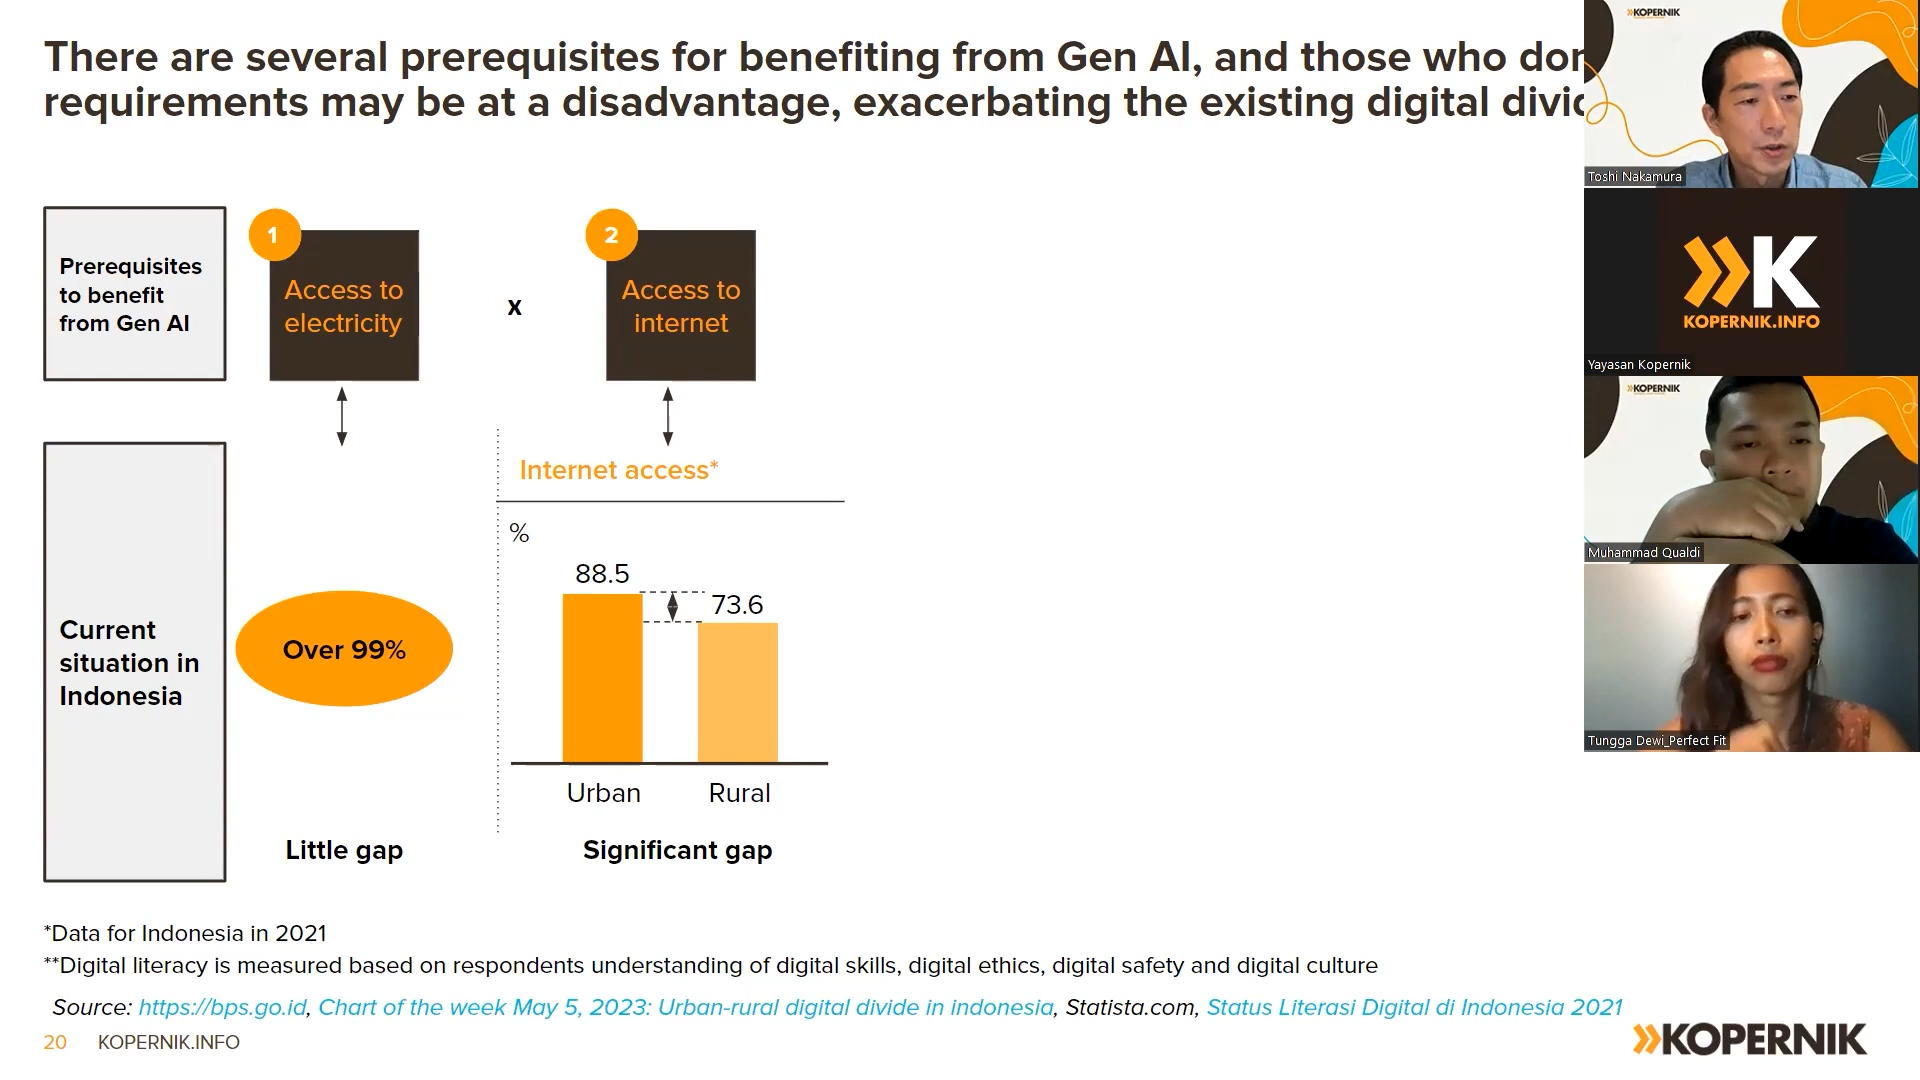 There are several prerequisites for benefiting from Gen AI, and those who don
requirements may be at a disadvantage, exacerbating the existing digital divid
Prerequisites
to benefit
from Gen AI
1
Access to
electricity
x
2
Access to
internet
Current
situation in
Indonesia
Over 99%
Little gap
Internet access*
%
88.5
73.6
Urban
Rural
Significant gap
*Data for Indonesia in 2021
**Digital literacy is measured based on respondents understanding of digital skills, digital ethics, digital safety and digital culture
Source: https://bps.go.id, Chart of the week May 5, 2023: Urban-rural digital divide in indonesia, Statista.com, Status Literasi Digital di Indonesia 2021
20 KOPERNIK.INFO
KOPERNIK
KOPERNIK
Toshi Nakamura
K
KOPERNIK.INFO
Yayasan Kopernik
KOPERNIK
Muhammad Qualdi
Tungga Dewi_Perfect Fit